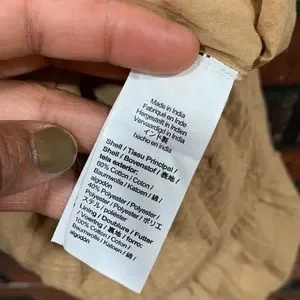 Made in India
Fabriqué en Inde
Hergestellt in Indien
Vervaardigd in India
インド製
hecho en India
Shell / Tissu Principal /
Shell / Bovenstof / 表地 /
tela exterior:
60% Cotton / Coton /
Baumwolle / Katoen / 綿 /
algodón
40% Polyester / Polyester
/ Polyester / Polyester / ポリエ
ステル / poliéster
Lining / Doublure / Futter
/ Voering / 裏地 / forro:
100% Cotton / Coton /
Baumwolle / Katoen / 綿 /
algodón